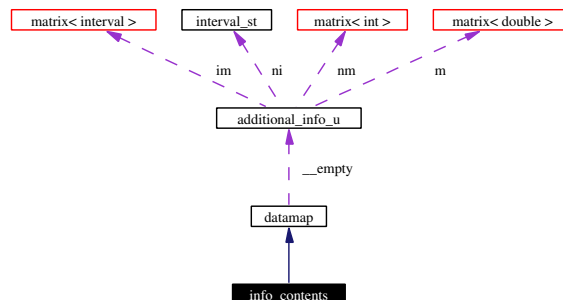 matrix< interval >
interval_st
matrix< int >
matrix< double >
im
ni
nm
m
additional_info_u
__empty
datamap
info_contents